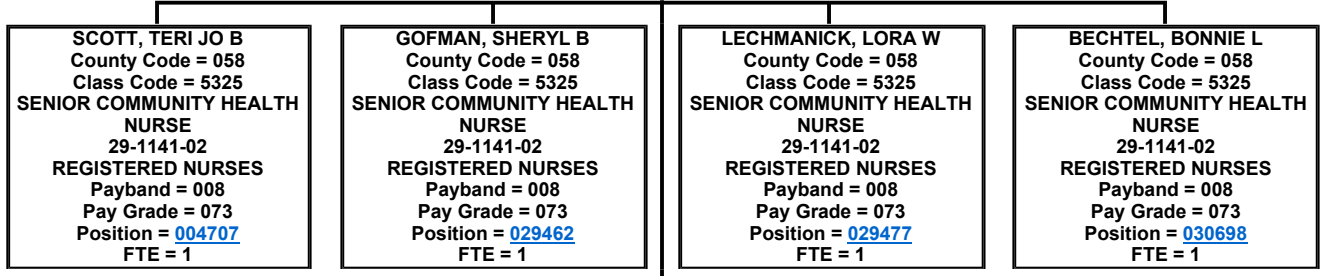 SCOTT, TERI JO B
County Code = 058
Class Code = 5325
SENIOR COMMUNITY HEALTH
NURSE
29-1141-02
REGISTERED NURSES
Payband = 008
Pay Grade = 073
Position = 004707
FTE = 1
GOFMAN, SHERYL B
County Code = 058
Class Code = 5325
SENIOR COMMUNITY HEALTH
NURSE
29-1141-02
REGISTERED NURSES
Payband = 008
Pay Grade = 073
Position = 029462
FTE = 1
LECHMANICK, LORA W
County Code = 058
Class Code = 5325
SENIOR COMMUNITY HEALTH
NURSE
29-1141-02
REGISTERED NURSES
Payband = 008
Pay Grade = 073
Position = 029477
FTE = 1
BECHTEL, BONNIE L
County Code = 058
Class Code = 5325
SENIOR COMMUNITY HEALTH
NURSE
29-1141-02
REGISTERED NURSES
Payband = 008
Pay Grade = 073
Position = 030698
FTE = 1